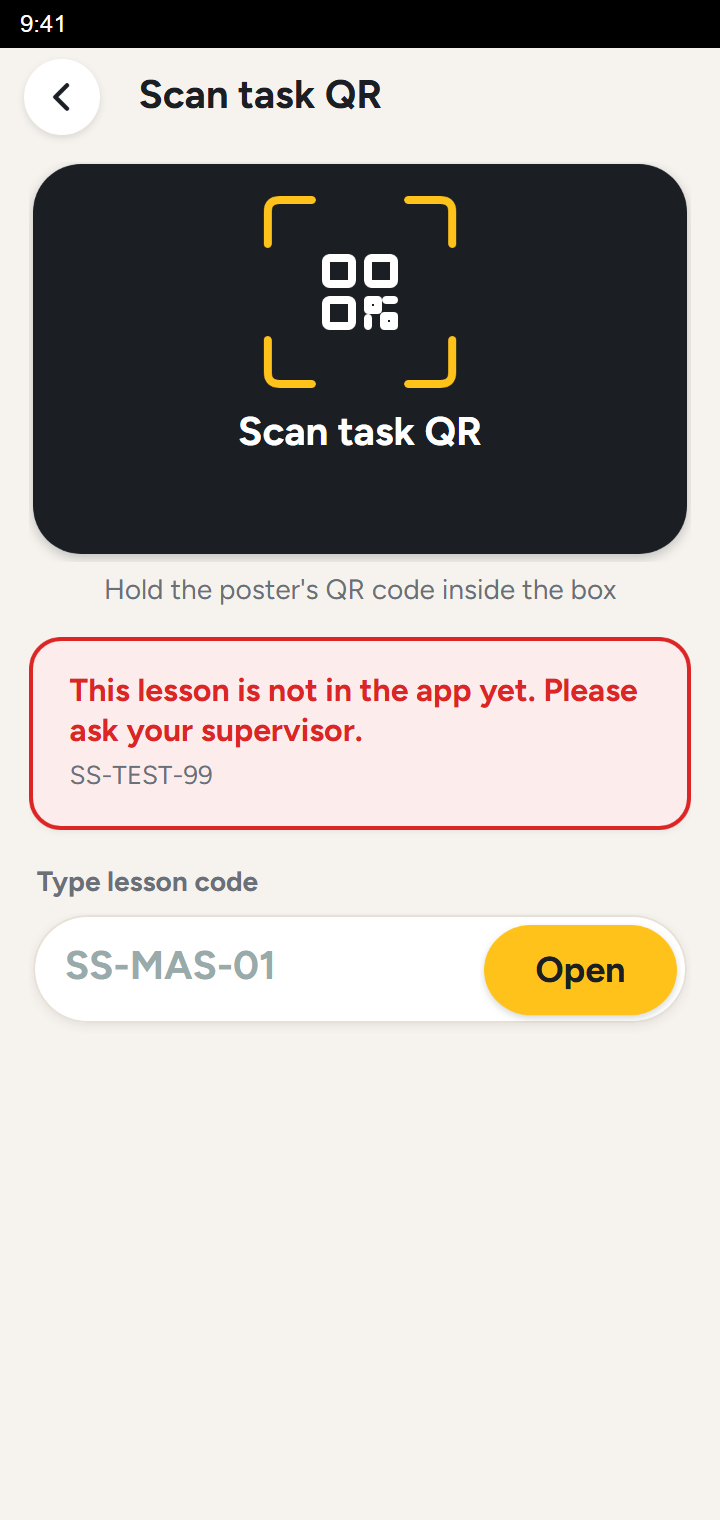 9:41
Scan task QR
Scan task QR
Hold the poster's QR code inside the box
This lesson is not in the app yet. Please
ask your supervisor.
SS-TEST-99
Type lesson code
SS-MAS-01
Open